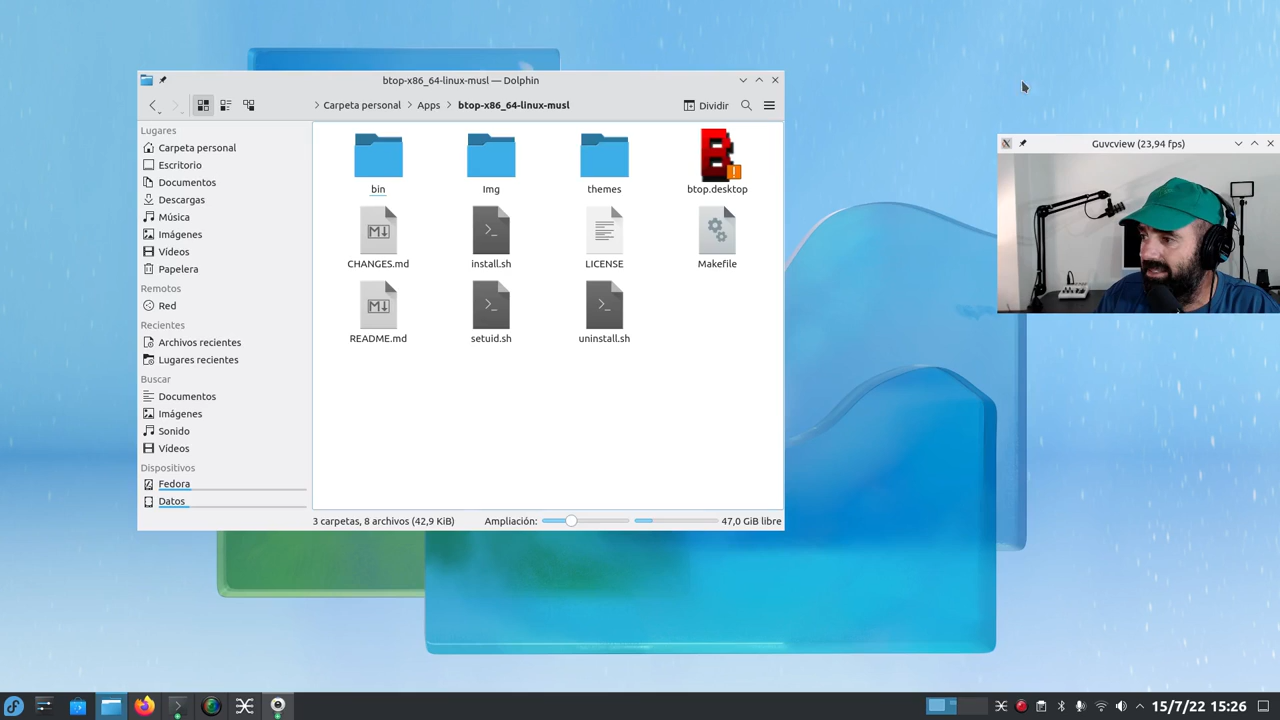 btop-x86_64-linux-musl — Dolphin
Carpeta personal
Apps
btop-x86_64-linux-musl
Dividir
Lugares
Carpeta personal
Escritorio
Documentos
Descargas
Música
Imágenes
Vídeos
Papelera
Remotos
Red
Recientes
Archivos recientes
Lugares recientes
Buscar
Documentos
Imágenes
Sonido
Vídeos
Dispositivos
Fedora
Datos
bin
Img
themes
btop.desktop
CHANGES.md
install.sh
LICENSE
Makefile
README.md
setuid.sh
uninstall.sh
3 carpetas, 8 archivos (42,9 KiB)
Ampliación:
47,0 GiB libre
Guvcview (23,94 fps)
15/7/22 15:26